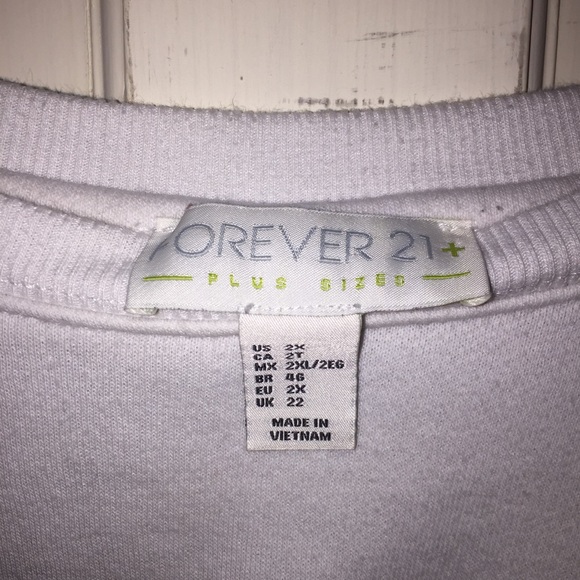 FOREVER 21+
PLUS SIZED
US 2X
CA 2T
MX 2XL/2EG
BR 46
EU 2X
UK 22
MADE IN
VIETNAM